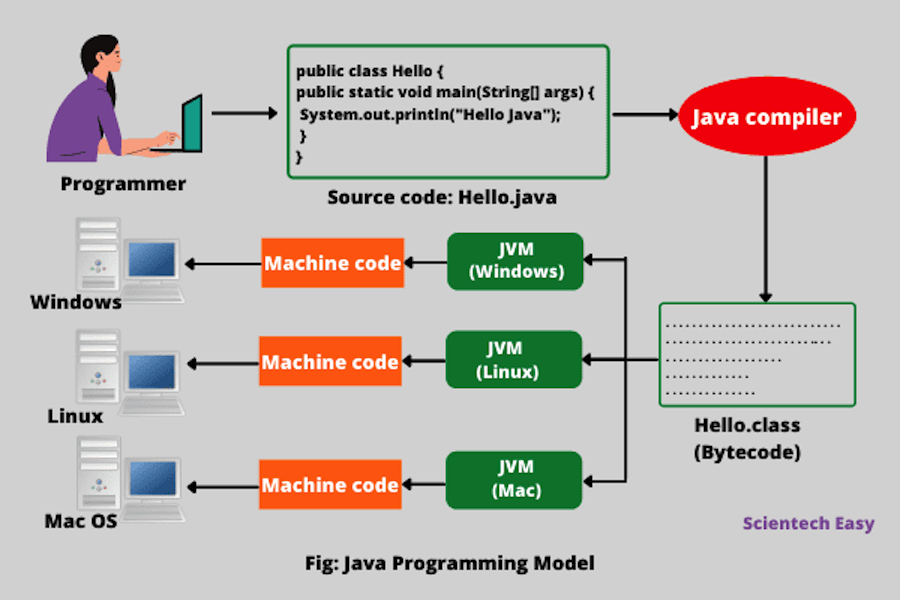 public class Hello {
public static void main(String[] args) {
System.out.println("Hello Java");
}
}
Java compiler
Programmer
Source code: Hello.java
Windows
Machine code
JVM
(Windows)
Linux
Machine code
JVM
(Linux)
Hello.class
(Bytecode)
Mac OS
Machine code
JVM
(Mac)
Scientech Easy
Fig: Java Programming Model